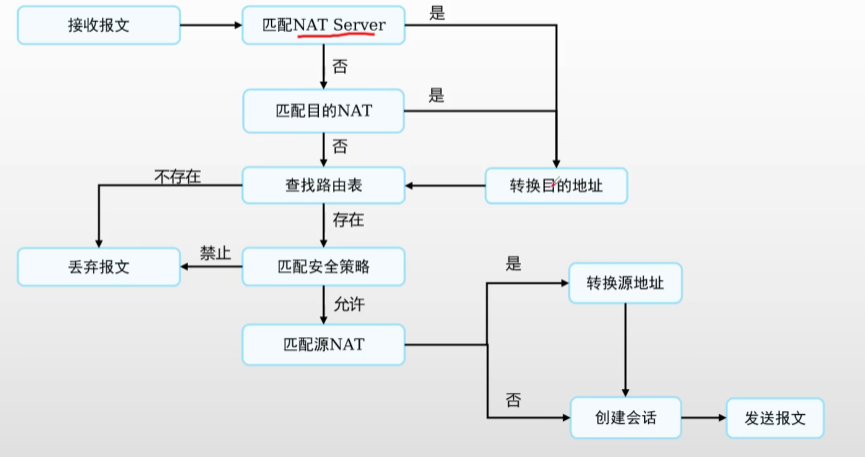 接收报文
匹配NAT Server
是
否
匹配目的NAT
是
否
不存在
查找路由表
转换目的地址
存在
丢弃报文
禁止
匹配安全策略
是
转换源地址
允许
匹配源NAT
否
创建会话
发送报文